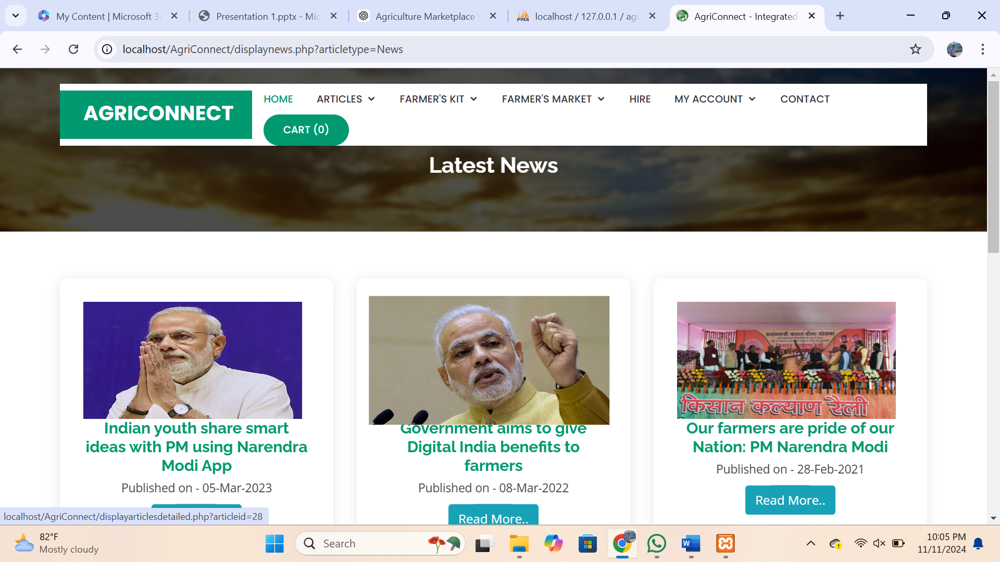 My Content | Microsoft 3
Presentation 1.pptx - Mic
Agriculture Marketplace
localhost / 127.0.0.1 / agr
AgriConnect - Integrated
localhost/AgriConnect/displaynews.php?articletype=News
AGRICONNECT
HOME ARTICLES FARMER'S KIT FARMER'S MARKET HIRE MY ACCOUNT CONTACT
CART (0)
Latest News
प्रधानमंत्री फसल बीमा योजना
किसान कल्याण रैली
किसान कल्याण रैली
Indian youth share smart
ideas with PM using Narendra
Modi App
Published on - 05-Mar-2023
Government aims to give
Digital India benefits to
farmers
Published on - 08-Mar-2022
Read More..
Our farmers are pride of our
Nation: PM Narendra Modi
Published on - 28-Feb-2021
Read More..
localhost/AgriConnect/displayarticlesdetailed.php?articleid=28
82°F
Mostly cloudy
Search
10:05 PM
11/11/2024